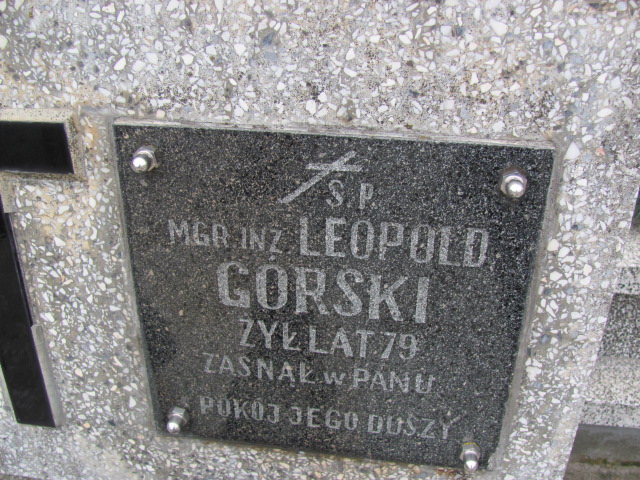 Ś.P.
MGR INŻ. LEOPOLD
GÓRSKI
ŻYŁ LAT 79
ZASNĄŁ W PANU
POKÓJ JEGO DUSZY